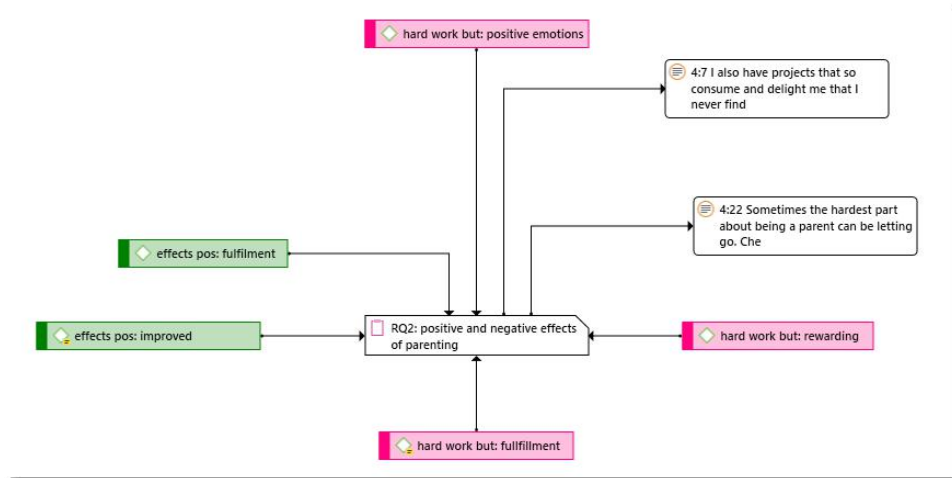 hard work but: positive emotions
4:7 I also have projects that so
consume and delight me that I
never find
4:22 Sometimes the hardest part
about being a parent can be letting
go. Che
effects pos: fulfilment
effects pos: improved
RQ2: positive and negative effects
of parenting
hard work but: rewarding
hard work but: fullfillment